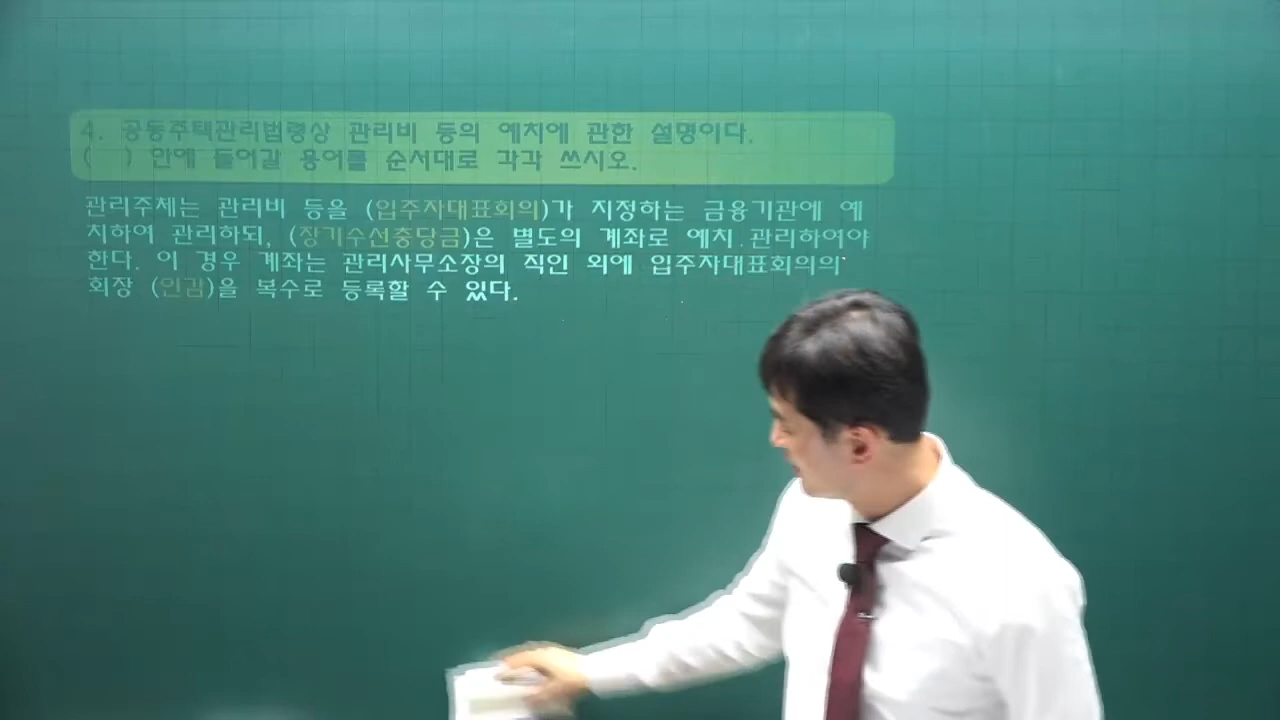 4. 공동주택관리법령상 관리비 등의 예치에 관한 설명이다.
( ) 안에 들어갈 용어를 순서대로 각각 쓰시오.
관리주체는 관리비 등을 (입주자대표회의)가 지정하는 금융기관에 예
치하여 관리하되, (장기수선충당금)은 별도의 계좌로 예치·관리하여야
한다. 이 경우 계좌는 관리사무소장의 직인 외에 입주자대표회의의
회장 (인감)을 복수로 등록할 수 있다.